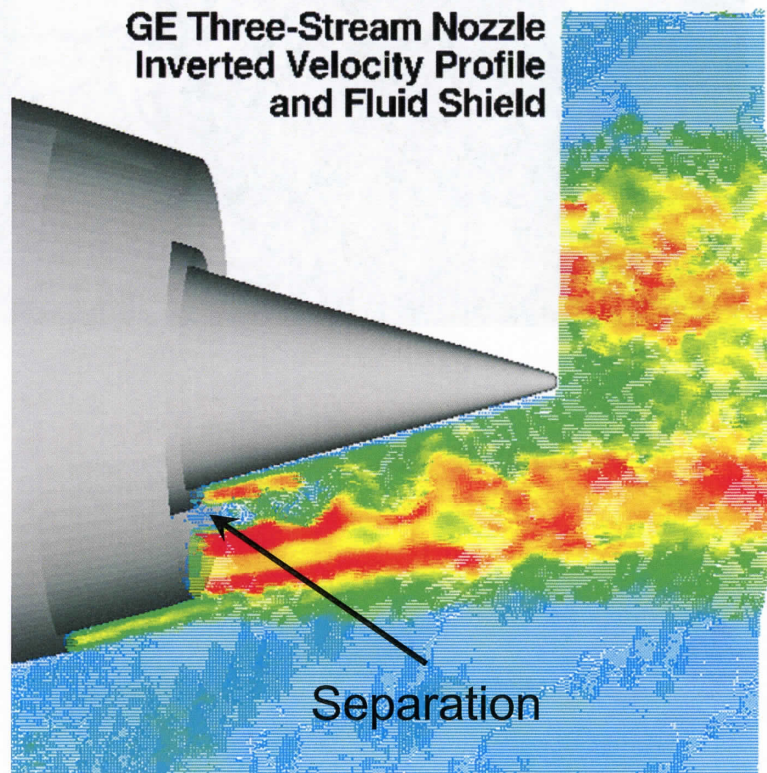 GE Three-Stream Nozzle
Inverted Velocity Profile
and Fluid Shield
Separation